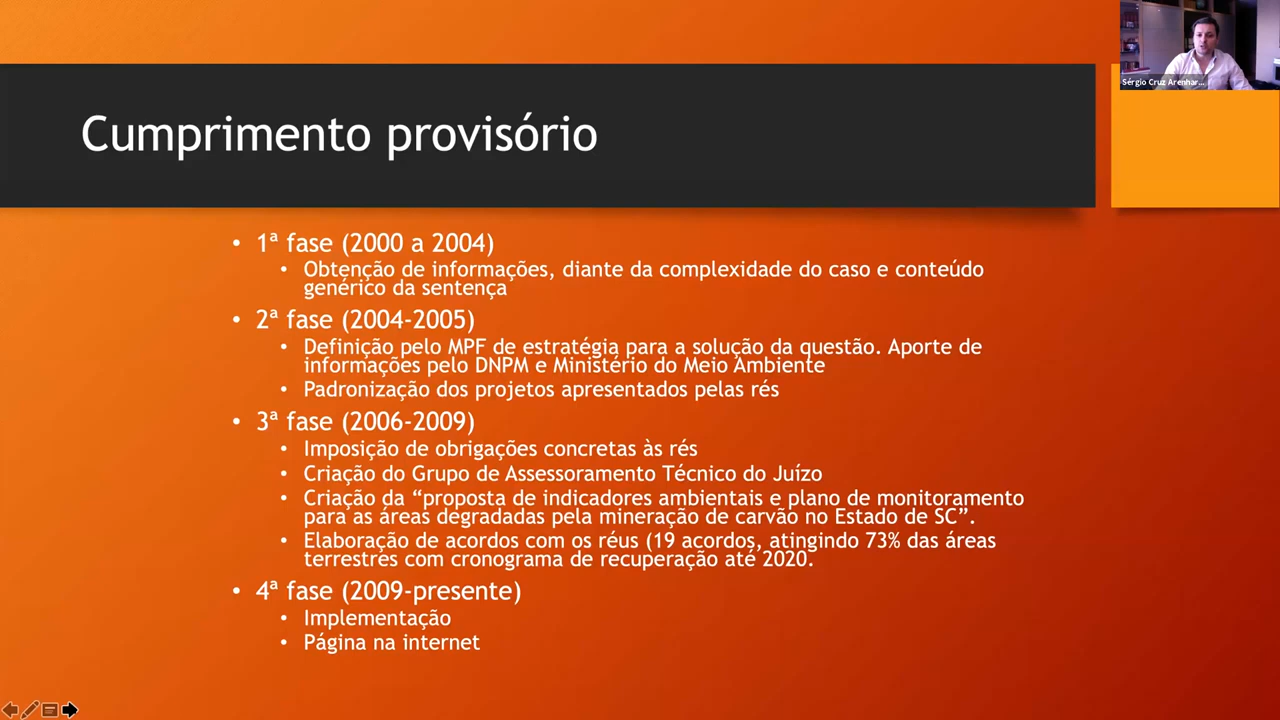 Sérgio Cruz Arenhar...
Cumprimento provisório
• 1ª fase (2000 a 2004)
• Obtenção de informações, diante da complexidade do caso e conteúdo
genérico da sentença
• 2ª fase (2004-2005)
• Definição pelo MPF de estratégia para a solução da questão. Aporte de
informações pelo DNPM e Ministério do Meio Ambiente
• Padronização dos projetos apresentados pelas rés
• 3ª fase (2006-2009)
• Imposição de obrigações concretas às rés
• Criação do Grupo de Assessoramento Técnico do Juízo
• Criação da “proposta de indicadores ambientais e plano de monitoramento
para as áreas degradadas pela mineração de carvão no Estado de SC”.
• Elaboração de acordos com os réus (19 acordos, atingindo 73% das áreas
terrestres com cronograma de recuperação até 2020.
• 4ª fase (2009-presente)
• Implementação
• Página na internet